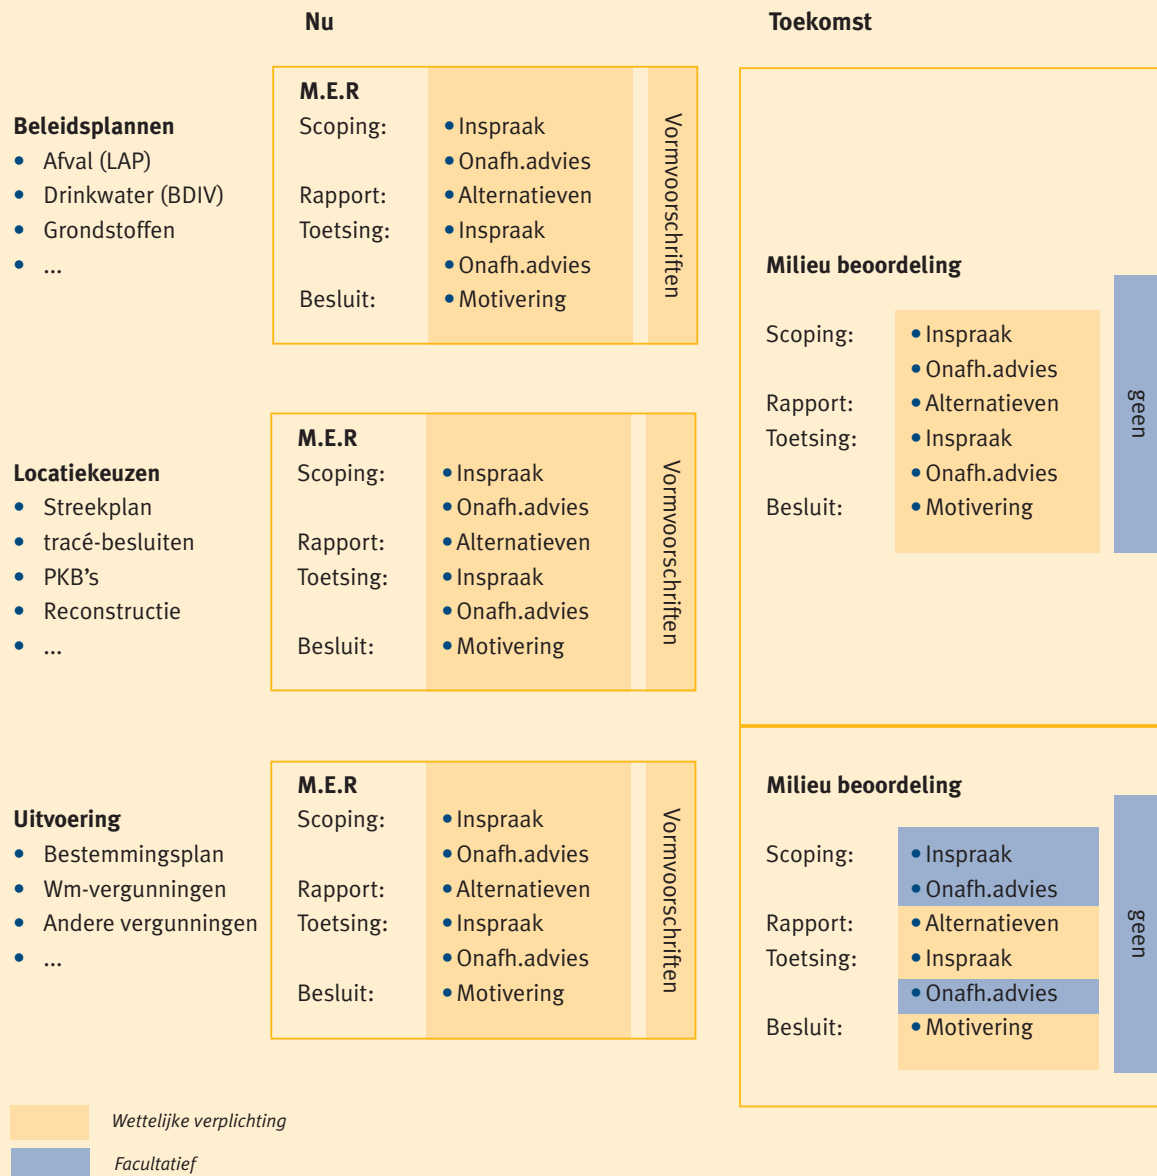 Nu
Toekomst
Beleidsplannen
• Afval (LAP)
• Drinkwater (BDIV)
• Grondstoffen
• ...
M.E.R
Scoping: • Inspraak
• Onafh.advies
Rapport: • Alternatieven
Toetsing: • Inspraak
• Onafh.advies
Besluit: • Motivering
Vormvoorschriften
Locatiekeuzen
• Streekplan
• tracé-besluiten
• PKB's
• Reconstructie
• ...
M.E.R
Scoping: • Inspraak
• Onafh.advies
Rapport: • Alternatieven
Toetsing: • Inspraak
• Onafh.advies
Besluit: • Motivering
Vormvoorschriften
Milieu beoordeling
Scoping: • Inspraak
• Onafh.advies
Rapport: • Alternatieven
Toetsing: • Inspraak
• Onafh.advies
Besluit: • Motivering
geen
Uitvoering
• Bestemmingsplan
• Wm-vergunningen
• Andere vergunningen
• ...
M.E.R
Scoping: • Inspraak
• Onafh.advies
Rapport: • Alternatieven
Toetsing: • Inspraak
• Onafh.advies
Besluit: • Motivering
Vormvoorschriften
Milieu beoordeling
Scoping: • Inspraak
• Onafh.advies
Rapport: • Alternatieven
Toetsing: • Inspraak
• Onafh.advies
Besluit: • Motivering
geen
Wettelijke verplichting
Facultatief